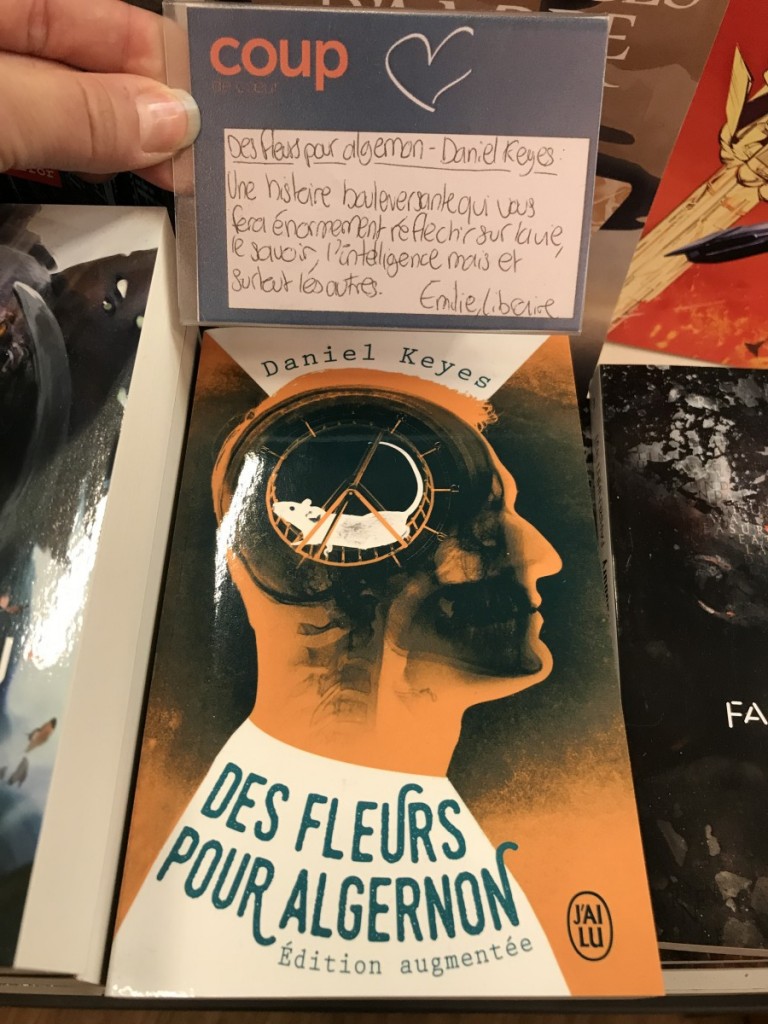 coup
de cœur
Des fleurs pour algernon - Daniel Keyes :
Une histoire bouleversante qui vous
fera énormement réflechir sur la vie,
le savoir, l'intelligence mais et
surtout les autres. Emilie, libraire
Daniel Keyes
DES FLEURS
POUR ALGERNON
Édition augmentée
J'AI
LU
FA